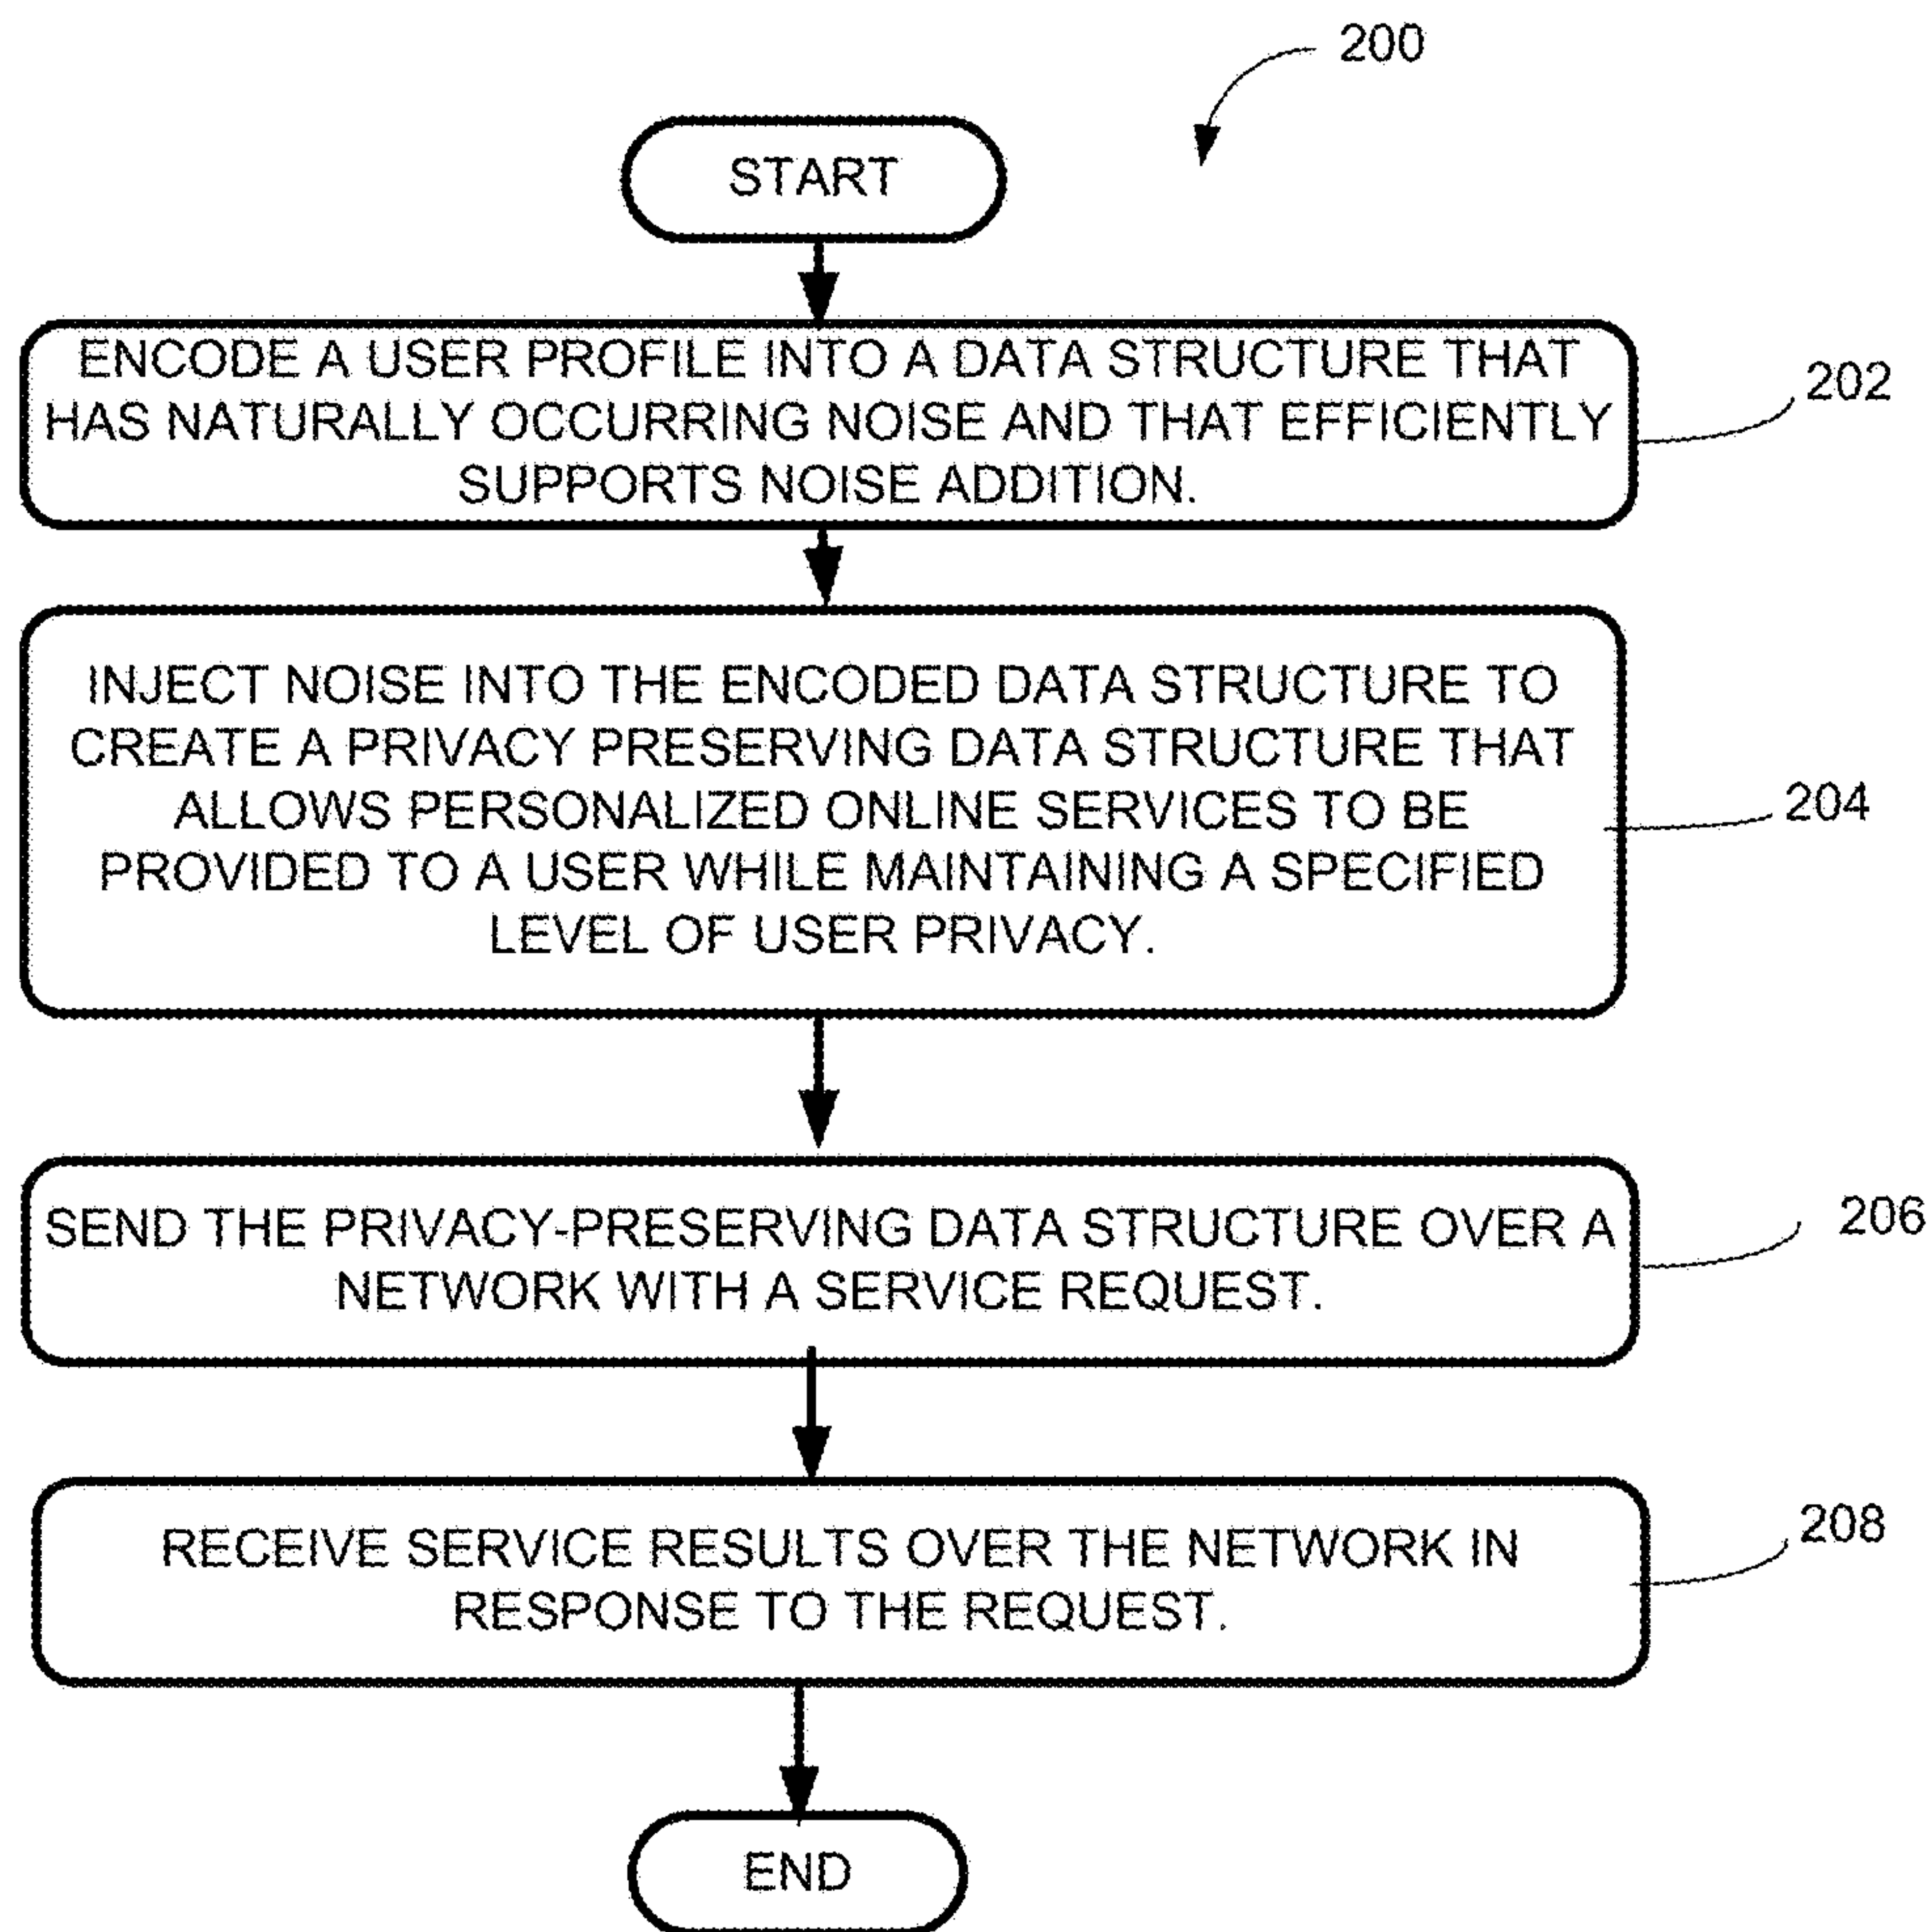 200
START
ENCODE A USER PROFILE INTO A DATA STRUCTURE THAT
HAS NATURALLY OCCURRING NOISE AND THAT EFFICIENTLY
SUPPORTS NOISE ADDITION.
202
INJECT NOISE INTO THE ENCODED DATA STRUCTURE TO
CREATE A PRIVACY PRESERVING DATA STRUCTURE THAT
ALLOWS PERSONALIZED ONLINE SERVICES TO BE
PROVIDED TO A USER WHILE MAINTAINING A SPECIFIED
LEVEL OF USER PRIVACY.
204
SEND THE PRIVACY-PRESERVING DATA STRUCTURE OVER A
NETWORK WITH A SERVICE REQUEST.
206
RECEIVE SERVICE RESULTS OVER THE NETWORK IN
RESPONSE TO THE REQUEST.
208
END